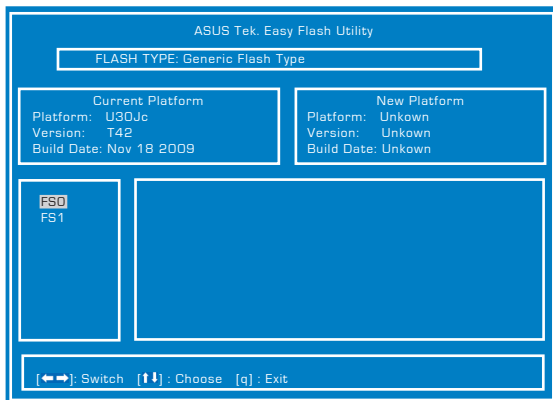 ASUS Tek. Easy Flash Utility
FLASH TYPE: Generic Flash Type
Current Platform
Platform: U30Jc
Version: T42
Build Date: Nov 18 2009
New Platform
Platform: Unkown
Version: Unkown
Build Date: Unkown
FS0
FS1
[⬅➡]: Switch [⬆⬇] : Choose [q] : Exit